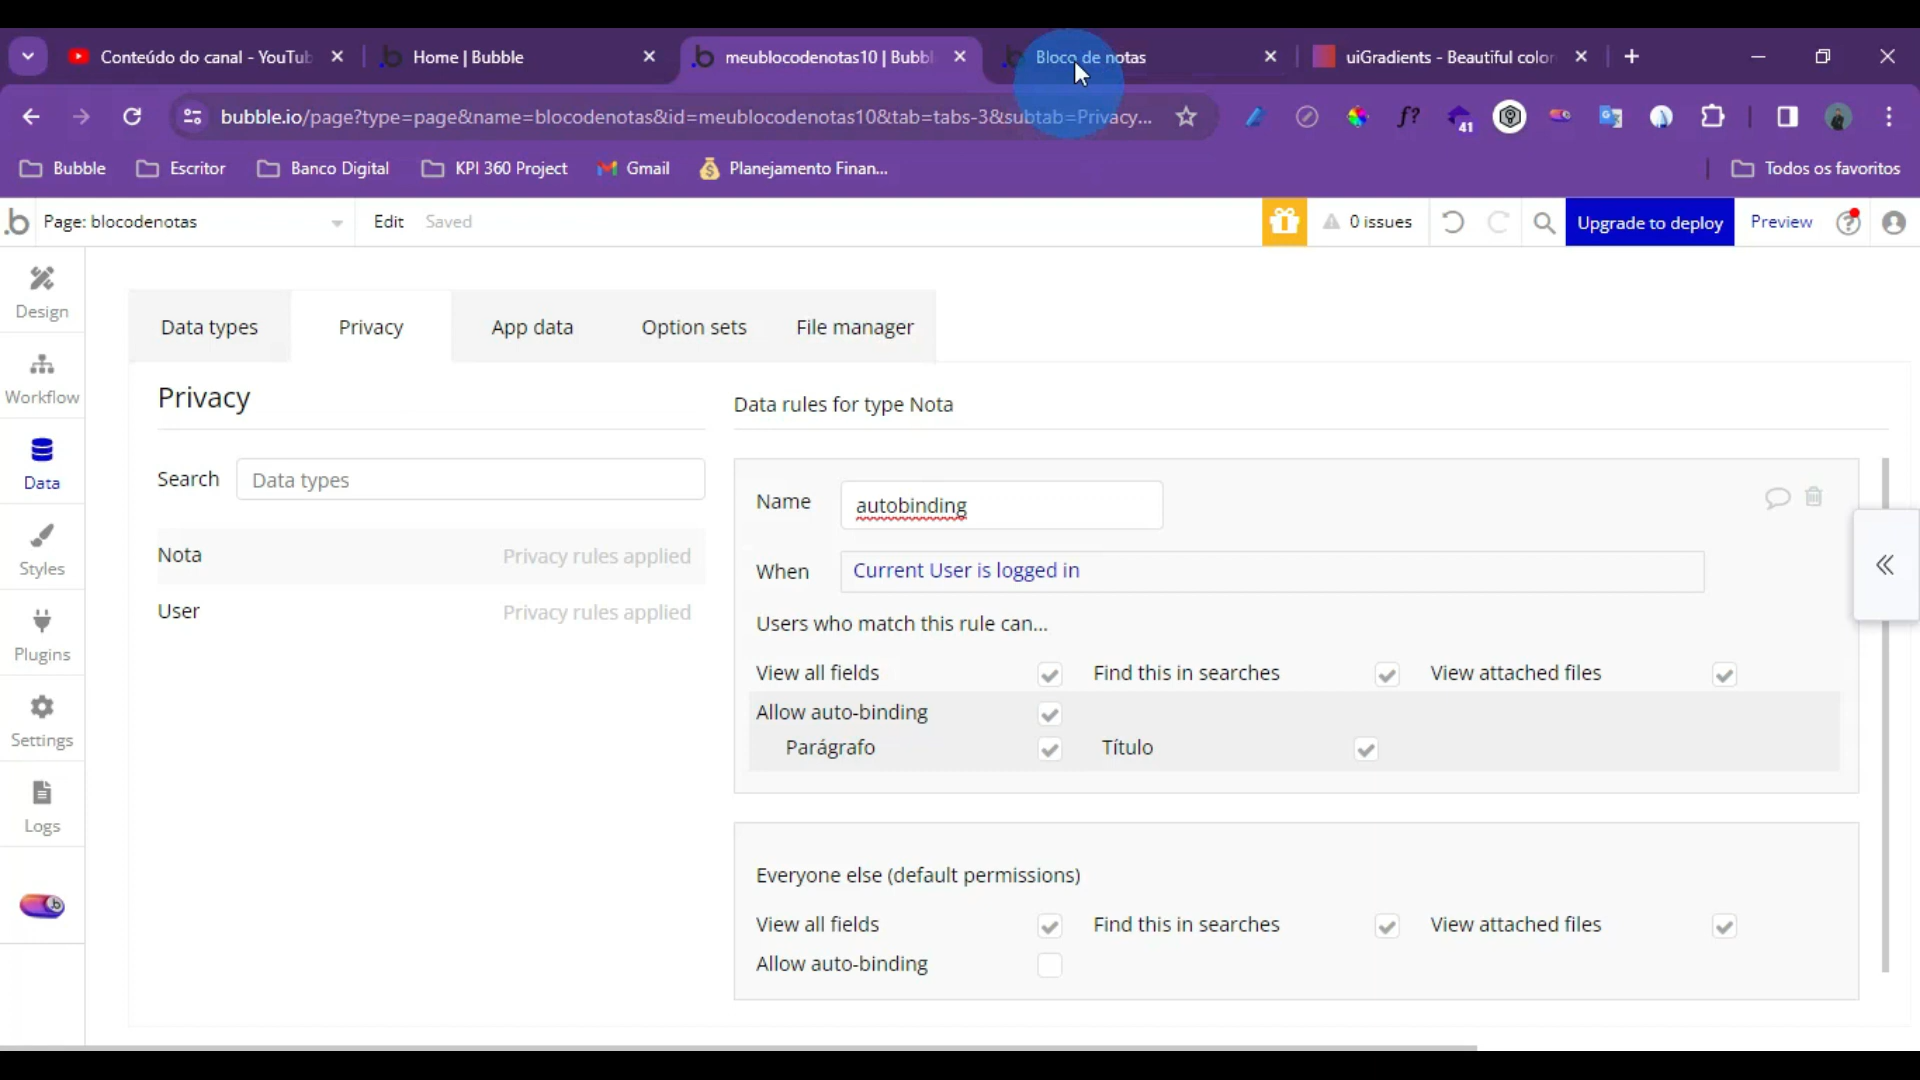 Conteúdo do canal - YouTub
Home | Bubble
meublocodenotas10 | Bubbl
Bloco de notas
uiGradients - Beautiful color
bubble.io/page?type=page&name=blocodenotas&id=meublocodenotas10&tab=tabs-3&subtab=Privacy...
f?
41
Bubble
Escritor
Banco Digital
KPI 360 Project
Gmail
Planejamento Finan...
Todos os favoritos
Page: blocodenotas
Edit
Saved
0 issues
Upgrade to deploy
Preview
Design
Workflow
Data
Styles
Plugins
Settings
Logs
Data types
Privacy
App data
Option sets
File manager
Privacy
Search
Data types
Nota
Privacy rules applied
User
Privacy rules applied
Data rules for type Nota
Name
autobinding
When
Current User is logged in
Users who match this rule can...
View all fields
Find this in searches
View attached files
Allow auto-binding
Parágrafo
Título
Everyone else (default permissions)
View all fields
Find this in searches
View attached files
Allow auto-binding